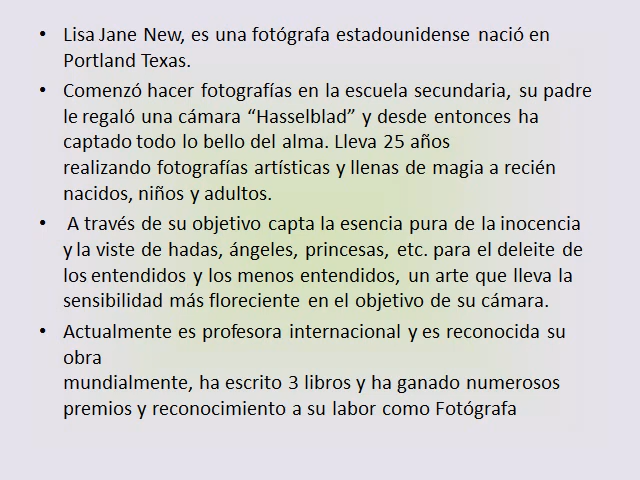 • Lisa Jane New, es una fotógrafa estadounidense nació en
Portland Texas.
• Comenzó hacer fotografías en la escuela secundaria, su padre
le regaló una cámara “Hasselblad” y desde entonces ha
captado todo lo bello del alma. Lleva 25 años
realizando fotografías artísticas y llenas de magia a recién
nacidos, niños y adultos.
• A través de su objetivo capta la esencia pura de la inocencia
y la viste de hadas, ángeles, princesas, etc. para el deleite de
los entendidos y los menos entendidos, un arte que lleva la
sensibilidad más floreciente en el objetivo de su cámara.
• Actualmente es profesora internacional y es reconocida su
obra
mundialmente, ha escrito 3 libros y ha ganado numerosos
premios y reconocimiento a su labor como Fotógrafa